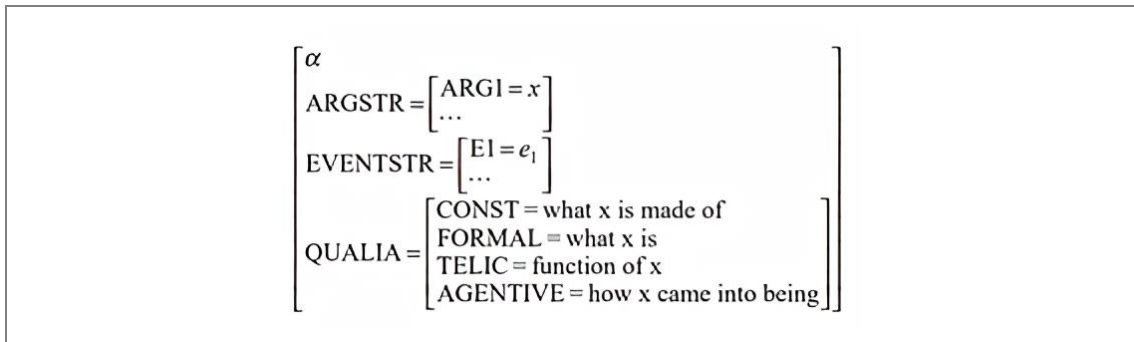 α
ARGSTR = [ARG1 = x
...]
EVENTSTR = [E1 = e₁
...]
QUALIA = [CONST = what x is made of
FORMAL = what x is
TELIC = function of x
AGENTIVE = how x came into being]